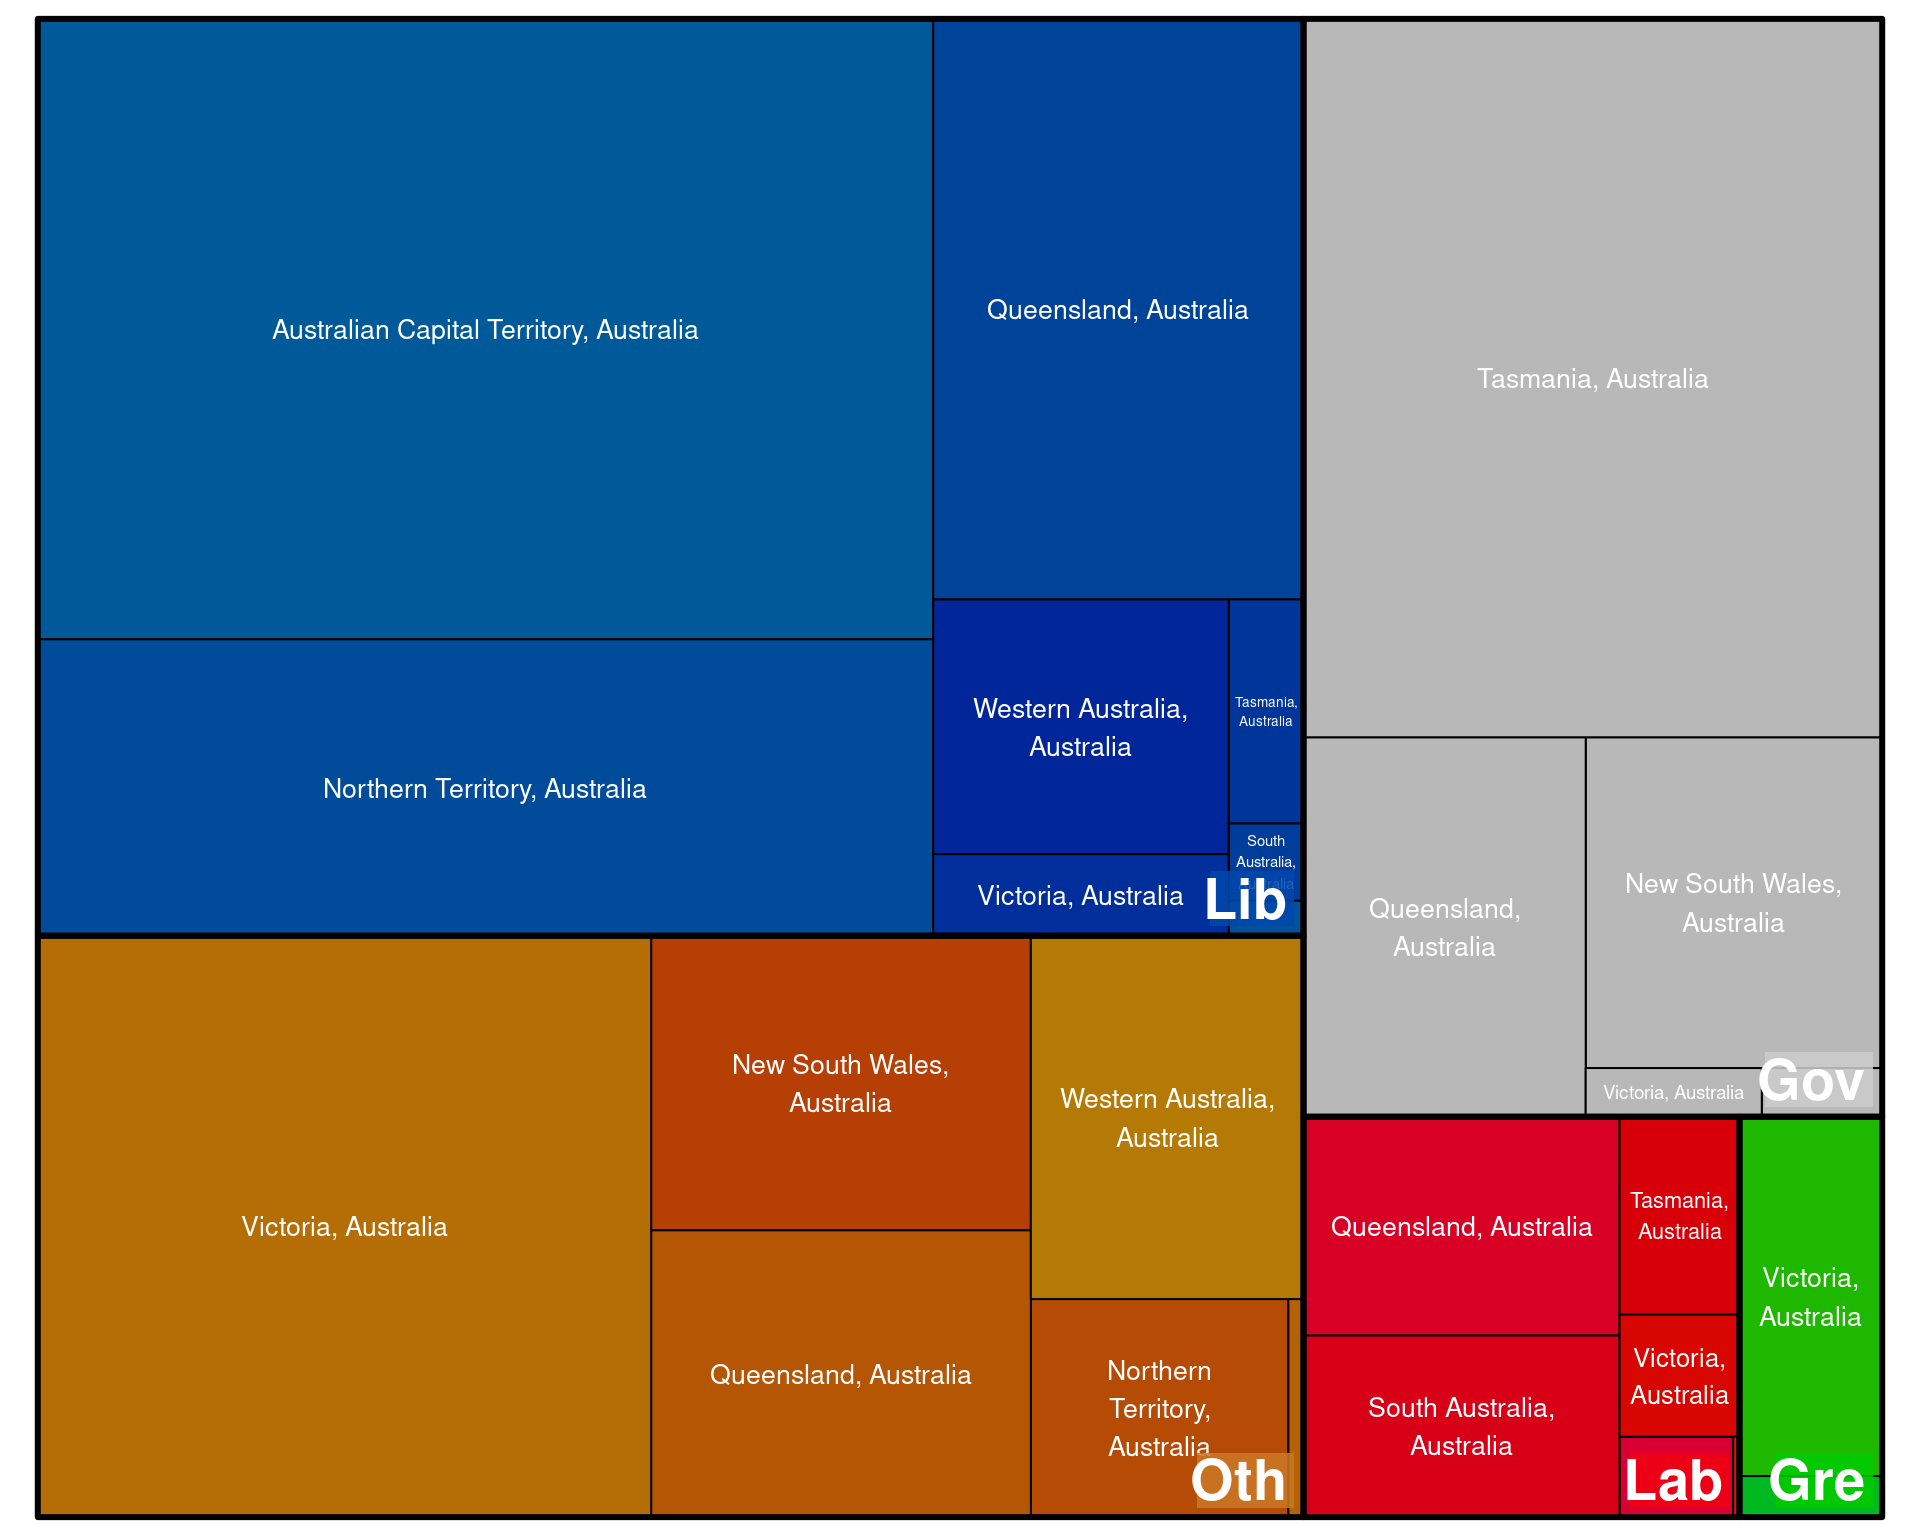 Australian Capital Territory, Australia
Northern Territory, Australia
Queensland, Australia
Western Australia,
Australia
Tasmania,
Australia
South
Australia,
Victoria, Australia
Lib
Tasmania, Australia
Queensland,
Australia
New South Wales,
Australia
Victoria, Australia
Gov
Victoria, Australia
New South Wales,
Australia
Queensland, Australia
Western Australia,
Australia
Northern
Territory,
Australia
Oth
Queensland, Australia
South Australia,
Australia
Tasmania,
Australia
Victoria,
Australia
Lab
Victoria,
Australia
Gre